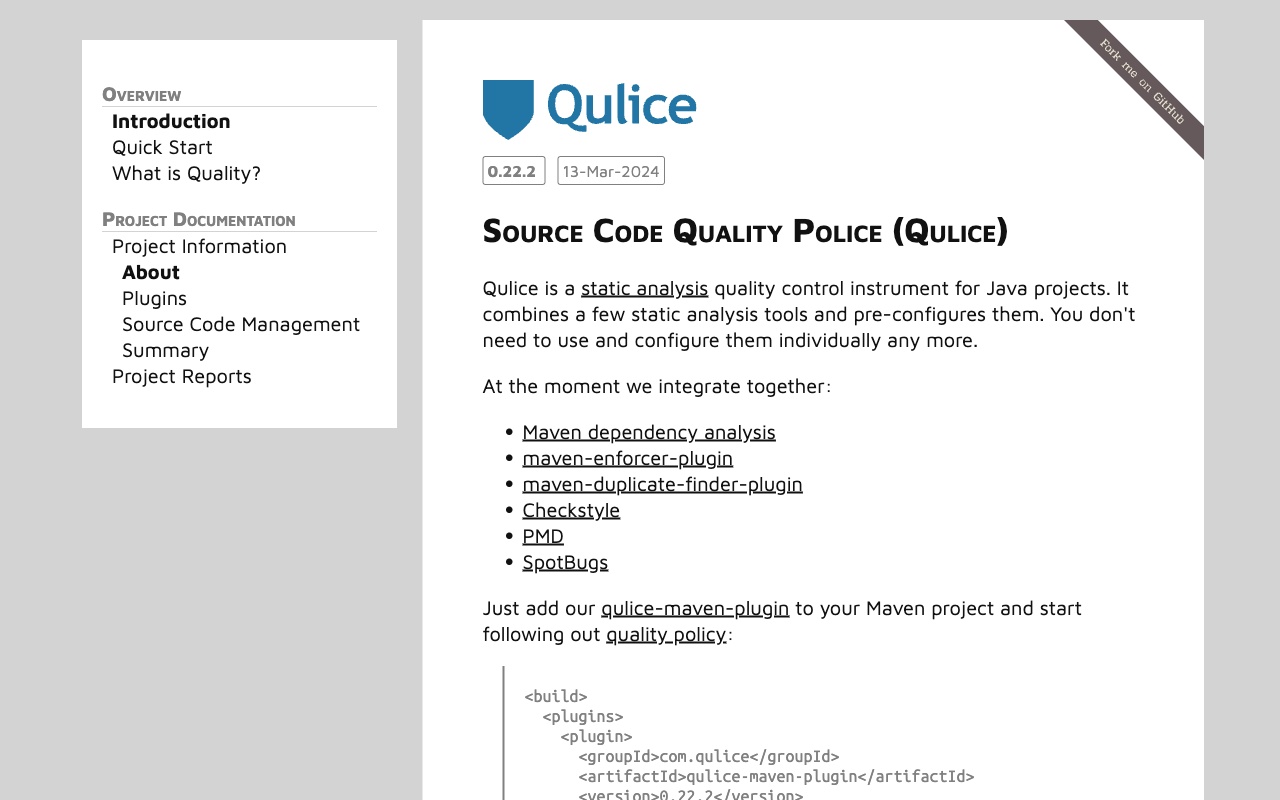 Overview
Introduction
Quick Start
What is Quality?
Project Documentation
Project Information
About
Plugins
Source Code Management
Summary
Project Reports
Fork me on GitHub
Qulice
0.22.2 13-Mar-2024
Source Code Quality Police (Qulice)
Qulice is a static analysis quality control instrument for Java projects. It
combines a few static analysis tools and pre-configures them. You don't
need to use and configure them individually any more.
At the moment we integrate together:
• Maven dependency analysis
• maven-enforcer-plugin
• maven-duplicate-finder-plugin
• Checkstyle
• PMD
• SpotBugs
Just add our qulice-maven-plugin to your Maven project and start
following out quality policy:
<build>
<plugins>
<plugin>
<groupId>com.qulice</groupId>
<artifactId>qulice-maven-plugin</artifactId>
<version>0.22.2</version>